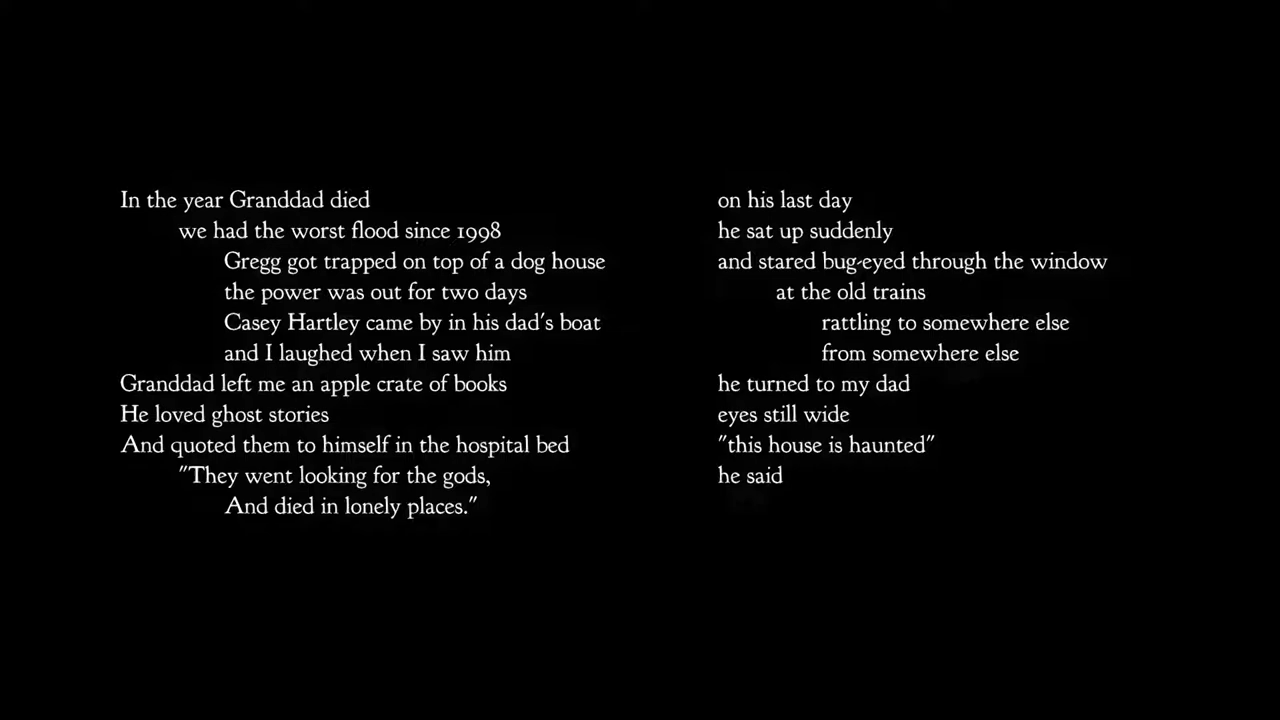 In the year Granddad died
we had the worst flood since 1998
Gregg got trapped on top of a dog house
the power was out for two days
Casey Hartley came by in his dad's boat
and I laughed when I saw him
Granddad left me an apple crate of books
He loved ghost stories
And quoted them to himself in the hospital bed
"They went looking for the gods,
And died in lonely places."
on his last day
he sat up suddenly
and stared bug-eyed through the window
at the old trains
rattling to somewhere else
from somewhere else
he turned to my dad
eyes still wide
"this house is haunted"
he said